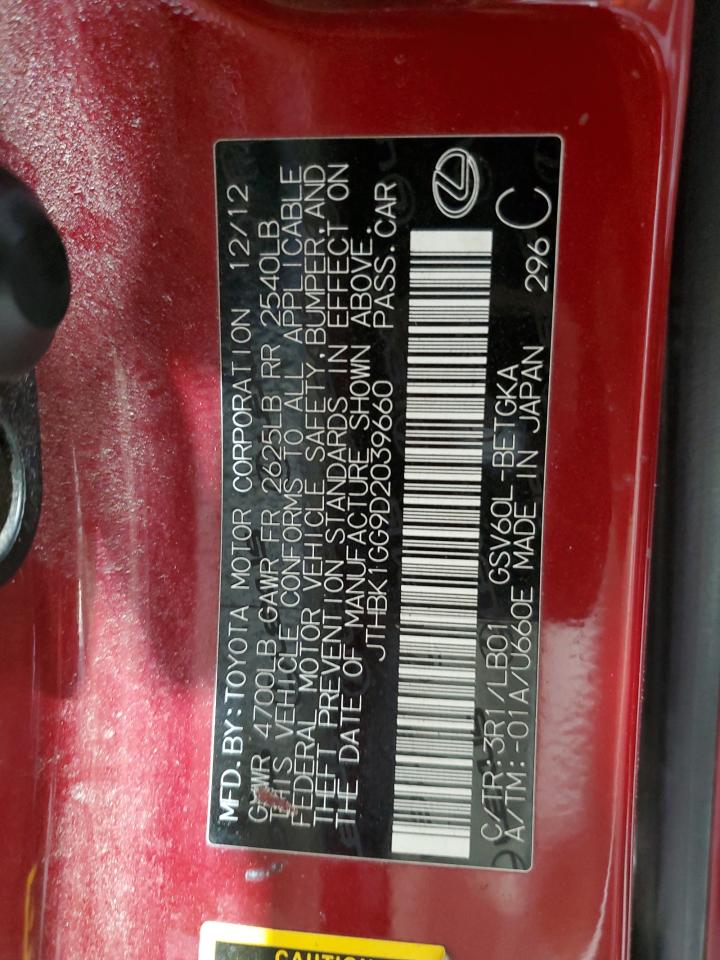 MFD.BY:TOYOTA MOTOR CORPORATION 12/12
GVWR 4700LB GAWR FR 2625LB RR 2540LB
THIS VEHICLE CONFORMS TO ALL APPLICABLE
FEDERAL MOTOR VEHICLE SAFETY,BUMPER,AND
THEFT PREVENTION STANDARDS IN EFFECT ON
THE DATE OF MANUFACTURE SHOWN ABOVE.
JTHBK1GG9D2039660 PASS.CAR
C/TR:3R1/LB01 GSV60L-BETGKA
A/TM:-01A/U660E MADE IN JAPAN 296 C
CAUTION